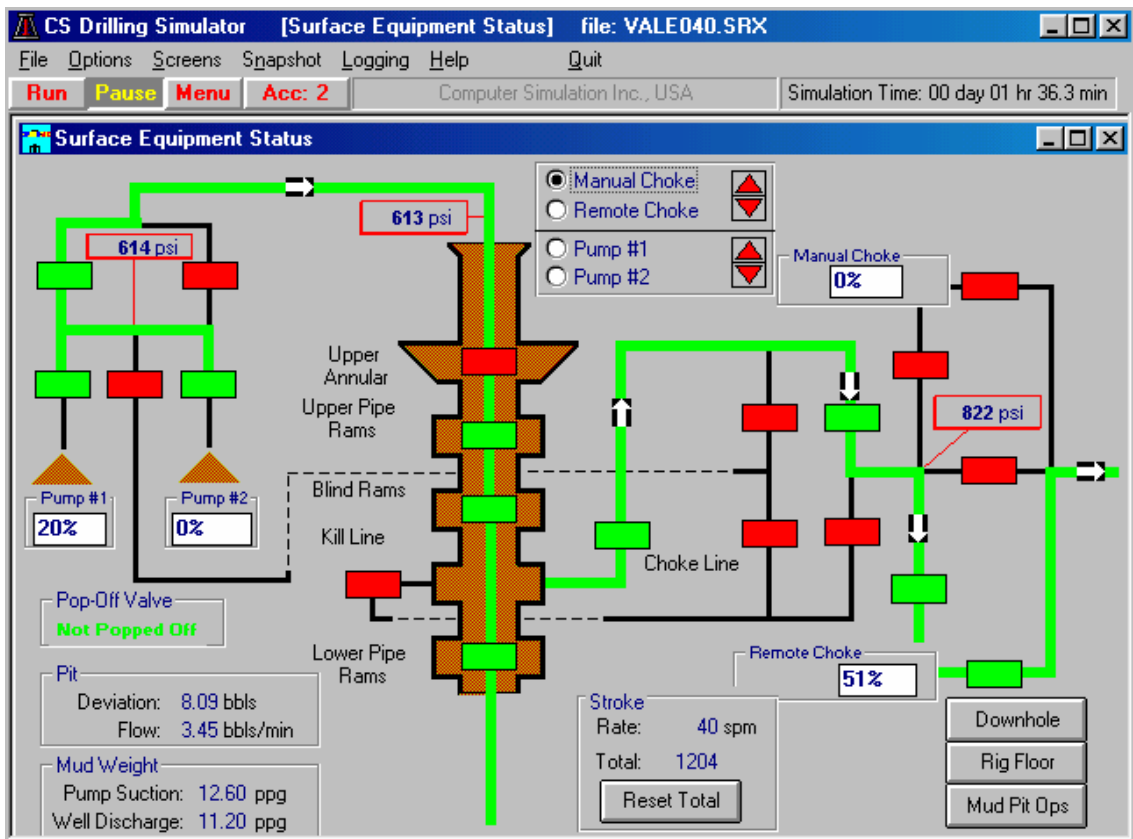 CS Drilling Simulator [Surface Equipment Status] file: VALE040.SRX
File Options Screens Snapshot Logging Help Quit
Run Pause Menu Acc: 2 Computer Simulation Inc., USA Simulation Time: 00 day 01 hr 36.3 min
Surface Equipment Status
Manual Choke
Remote Choke
Pump #1
Pump #2
613 psi
614 psi
Manual Choke
0%
Upper
Annular
Upper Pipe
Rams
822 psi
Blind Rams
Pump #1
20%
Pump #2
0%
Kill Line
Choke Line
Pop-Off Valve
Not Popped Off
Lower Pipe
Rams
Remote Choke
51%
Pit
Deviation: 8.09 bbls
Flow: 3.45 bbls/min
Stroke
Rate: 40 spm
Total: 1204
Reset Total
Downhole
Rig Floor
Mud Pit Ops
Mud Weight
Pump Suction: 12.60 ppg
Well Discharge: 11.20 ppg